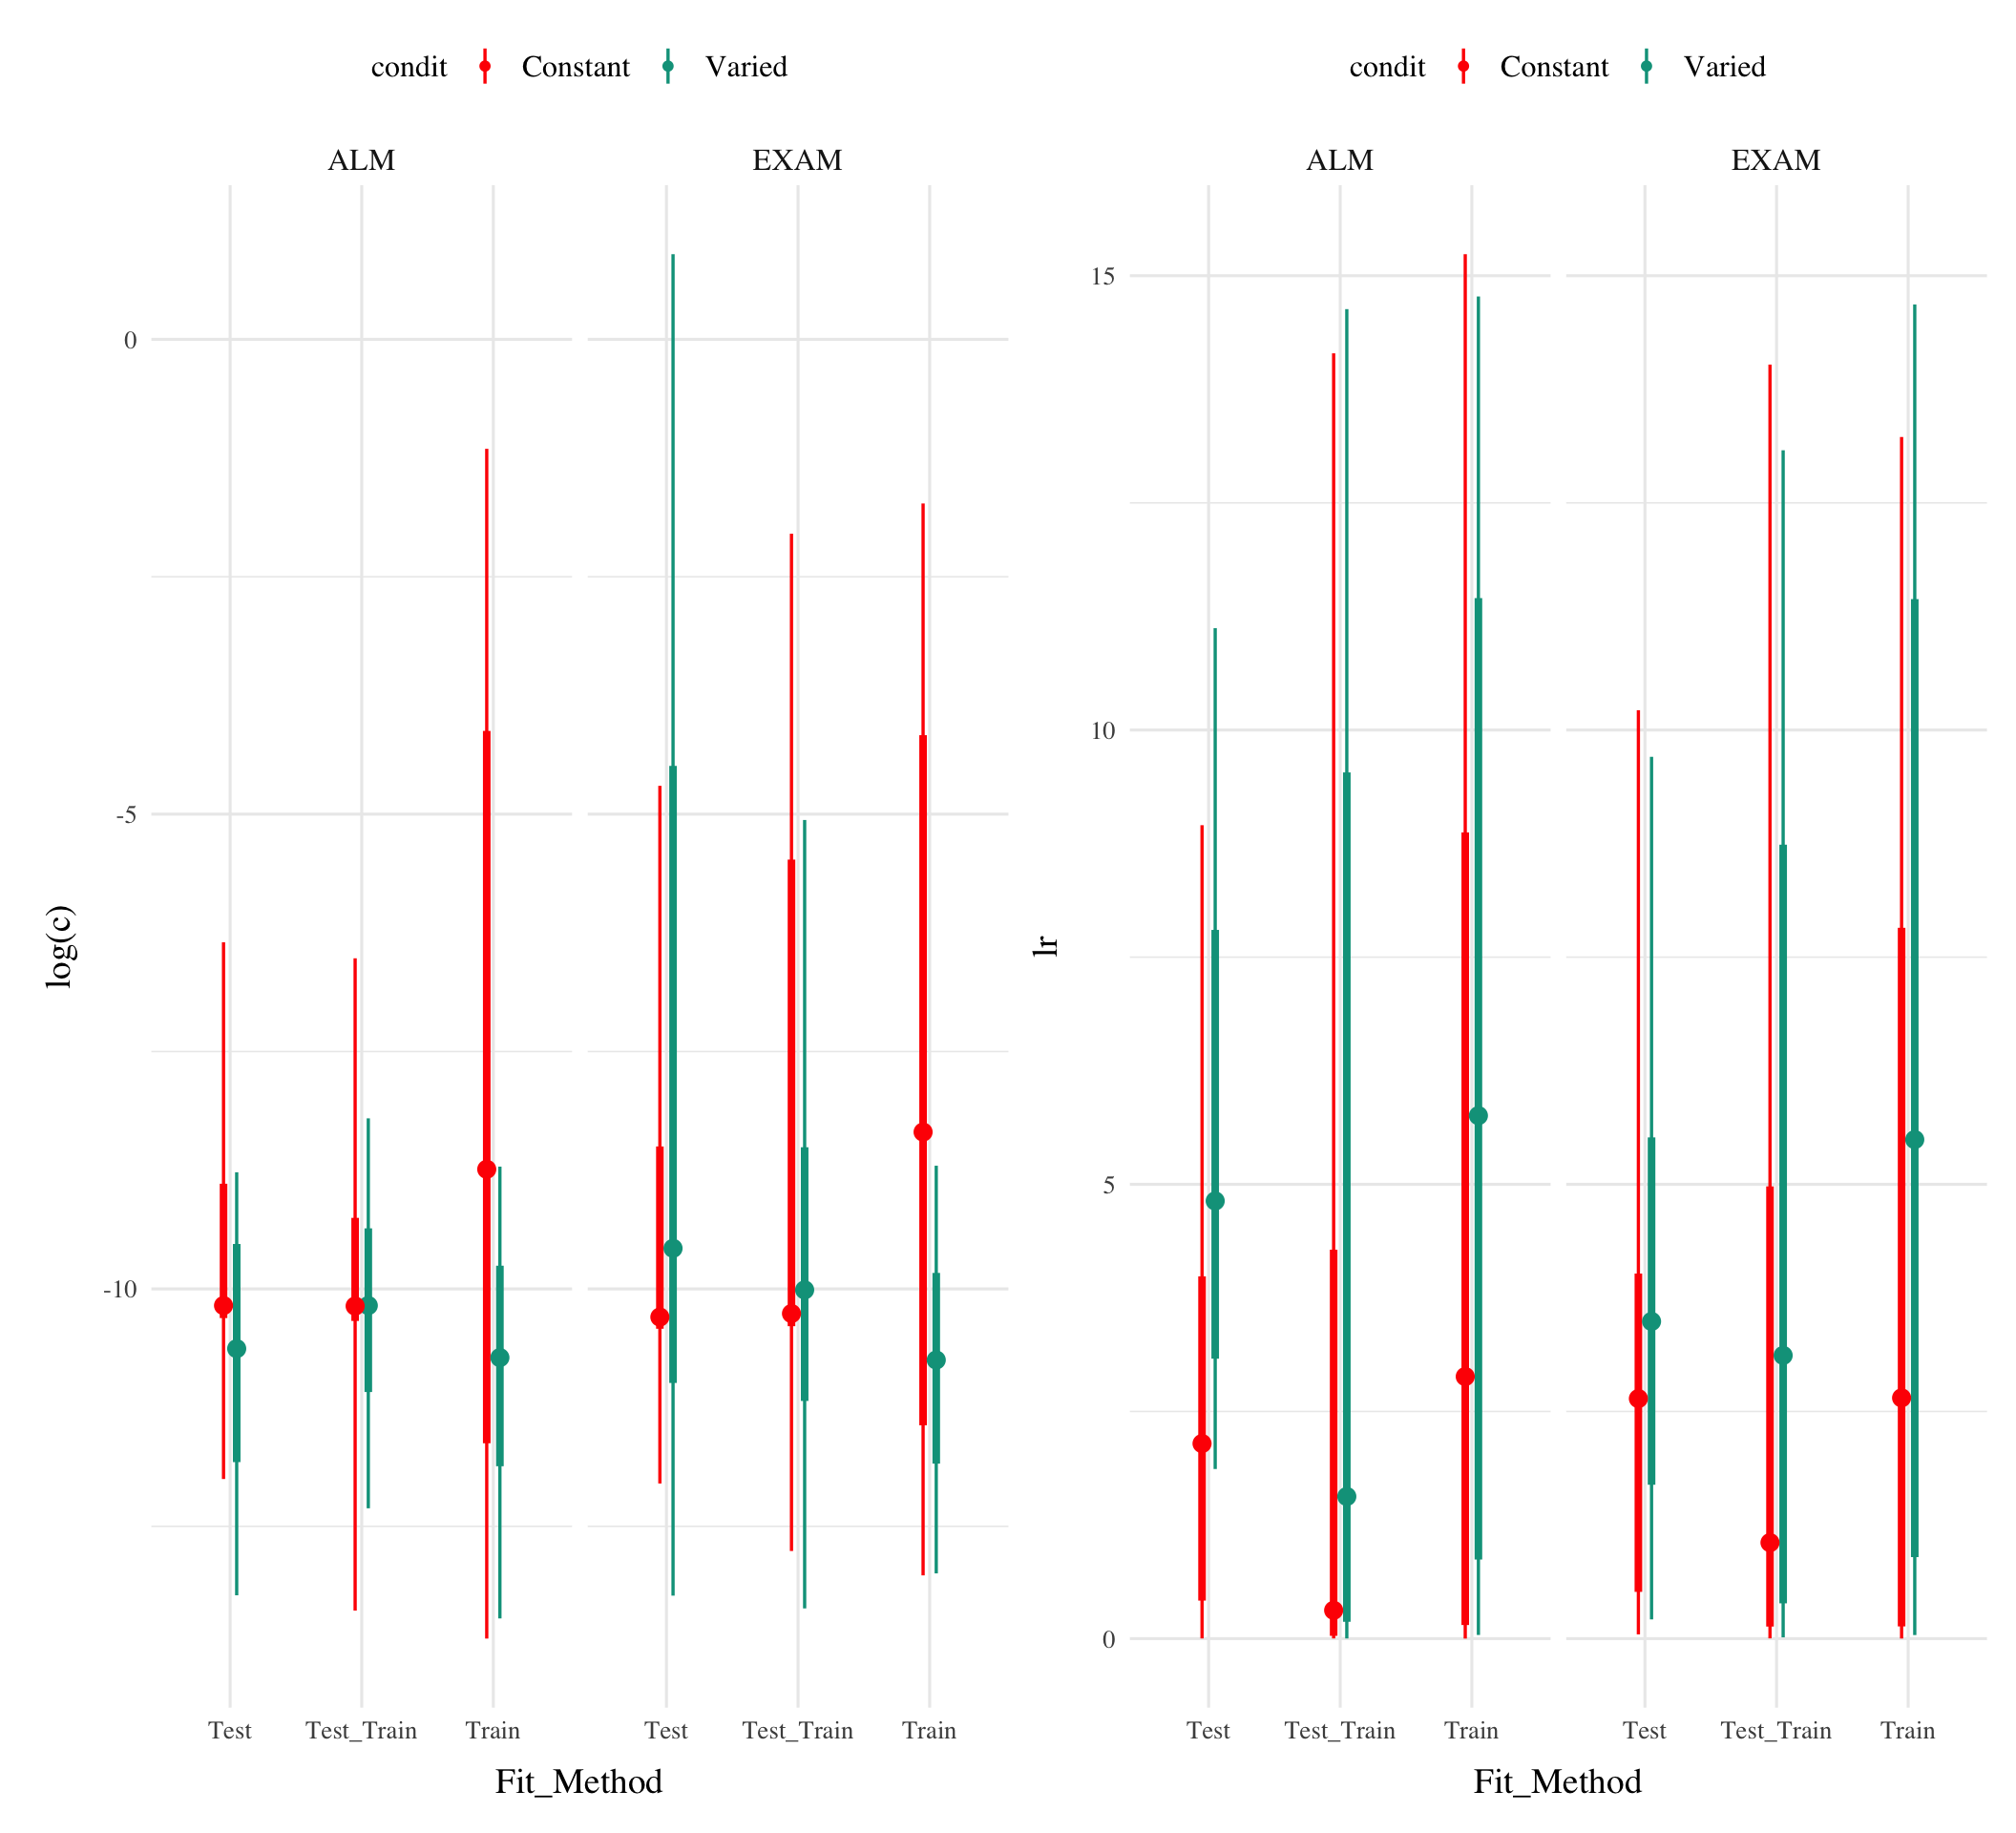 condit Constant Varied
ALM EXAM
0
-5
-10
log(c)
Test Test_Train Train Test Test_Train Train
Fit_Method
condit Constant Varied
ALM EXAM
15
10
5
0
lr
Test Test_Train Train Test Test_Train Train
Fit_Method